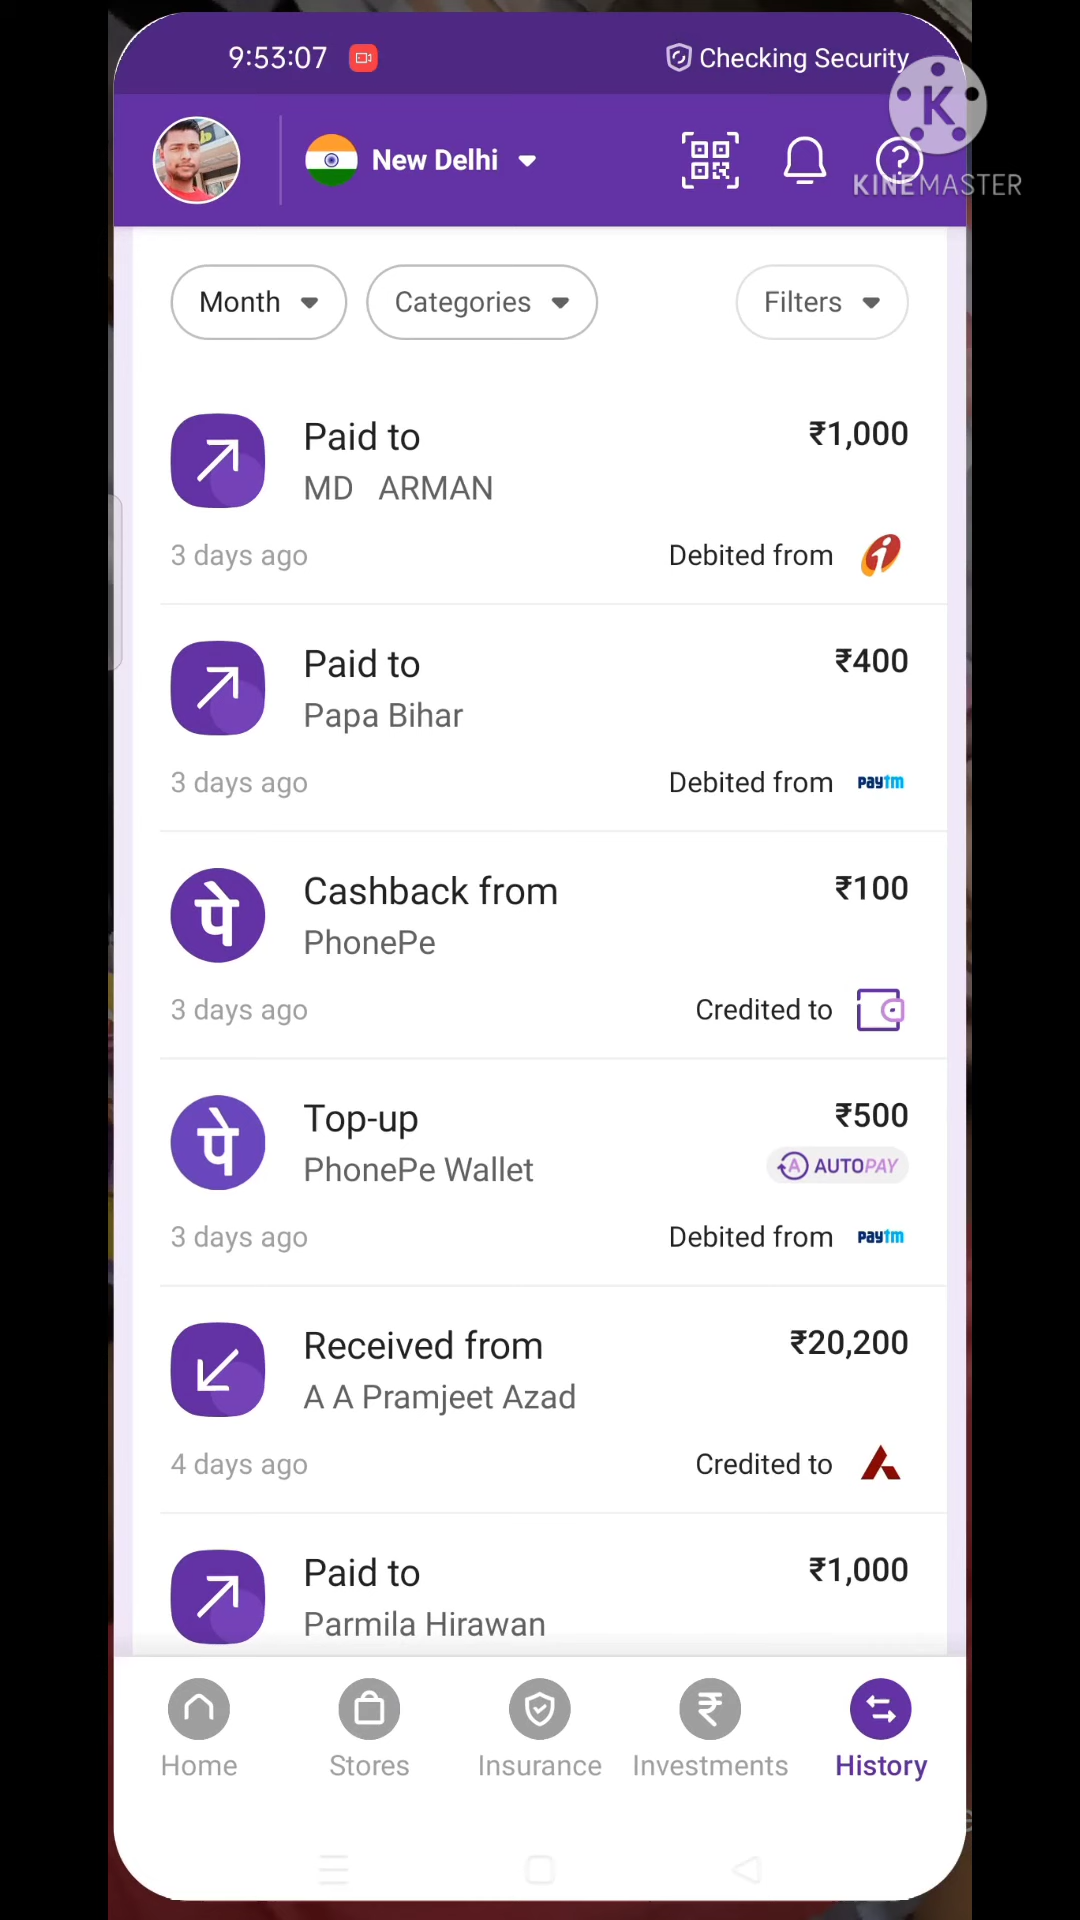 9:53:07
Checking Security
New Delhi
K
KINEMASTER
Month
Categories
Filters
Paid to
₹1,000
MD ARMAN
3 days ago
Debited from
Paid to
₹400
Papa Bihar
3 days ago
Debited from paytm
पे
Cashback from
₹100
PhonePe
3 days ago
Credited to
पे
Top-up
₹500
PhonePe Wallet
A AUTOPAY
3 days ago
Debited from paytm
Received from
₹20,200
A A Pramjeet Azad
4 days ago
Credited to
Paid to
₹1,000
Parmila Hirawan
Home
Stores
Insurance
₹
Investments
History